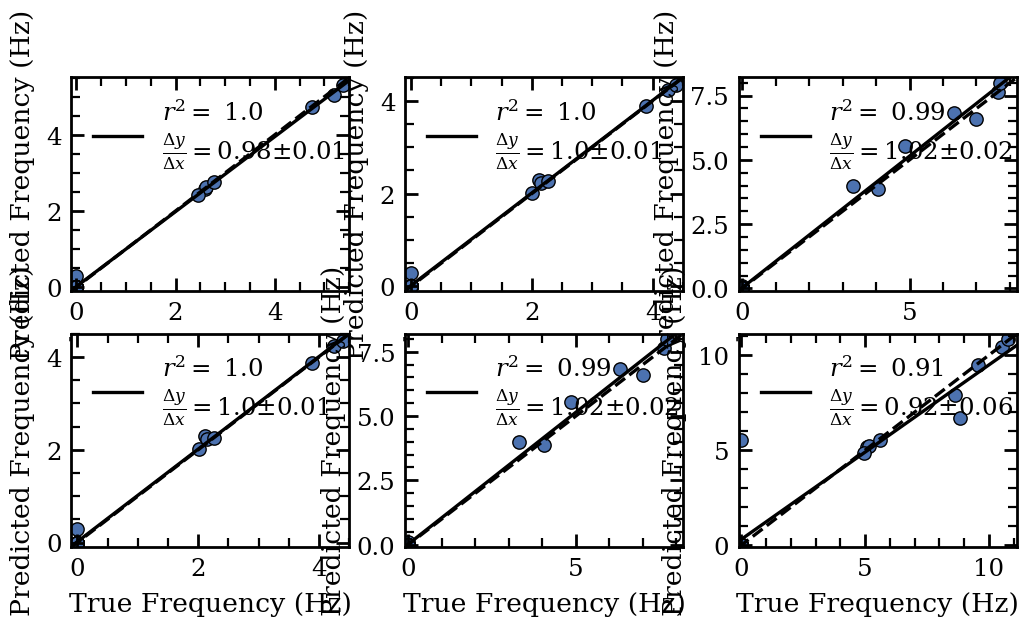 Predicted Frequency (Hz)
4
2
0
r² = 1.0
Δy/Δx = 0.98±0.01
0 2 4
Predicted Frequency (Hz)
4
2
0
r² = 1.0
Δy/Δx = 1.0±0.01
0 2 4
Predicted Frequency (Hz)
7.5
5.0
2.5
0.0
r² = 0.99
Δy/Δx = 1.02±0.02
0 5
Predicted Frequency (Hz)
4
2
0
r² = 1.0
Δy/Δx = 1.0±0.01
0 2 4
True Frequency (Hz)
Predicted Frequency (Hz)
7.5
5.0
2.5
0.0
r² = 0.99
Δy/Δx = 1.02±0.02
0 5
True Frequency (Hz)
Predicted Frequency (Hz)
10
5
0
r² = 0.91
Δy/Δx = 0.92±0.06
0 5 10
True Frequency (Hz)